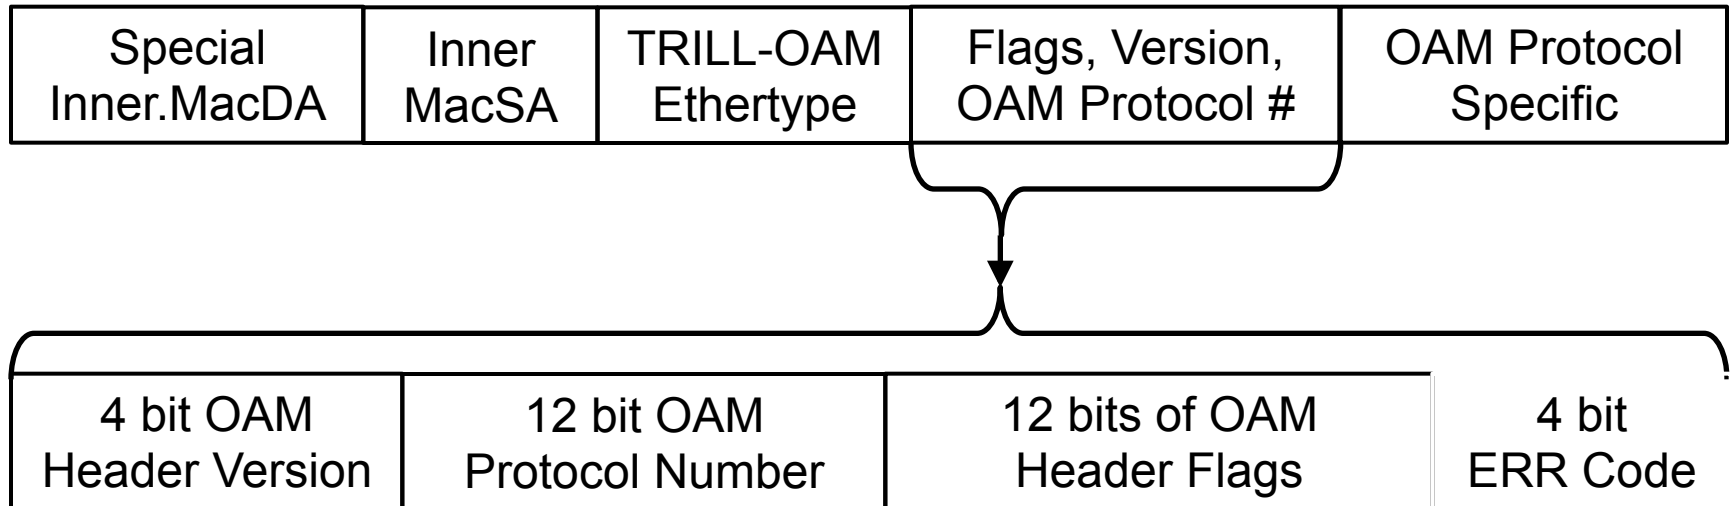 Special
Inner.MacDA
Inner
MacSA
TRILL-OAM
Ethertype
Flags, Version,
OAM Protocol #
OAM Protocol
Specific
4 bit OAM
Header Version
12 bit OAM
Protocol Number
12 bits of OAM
Header Flags
4 bit
ERR Code